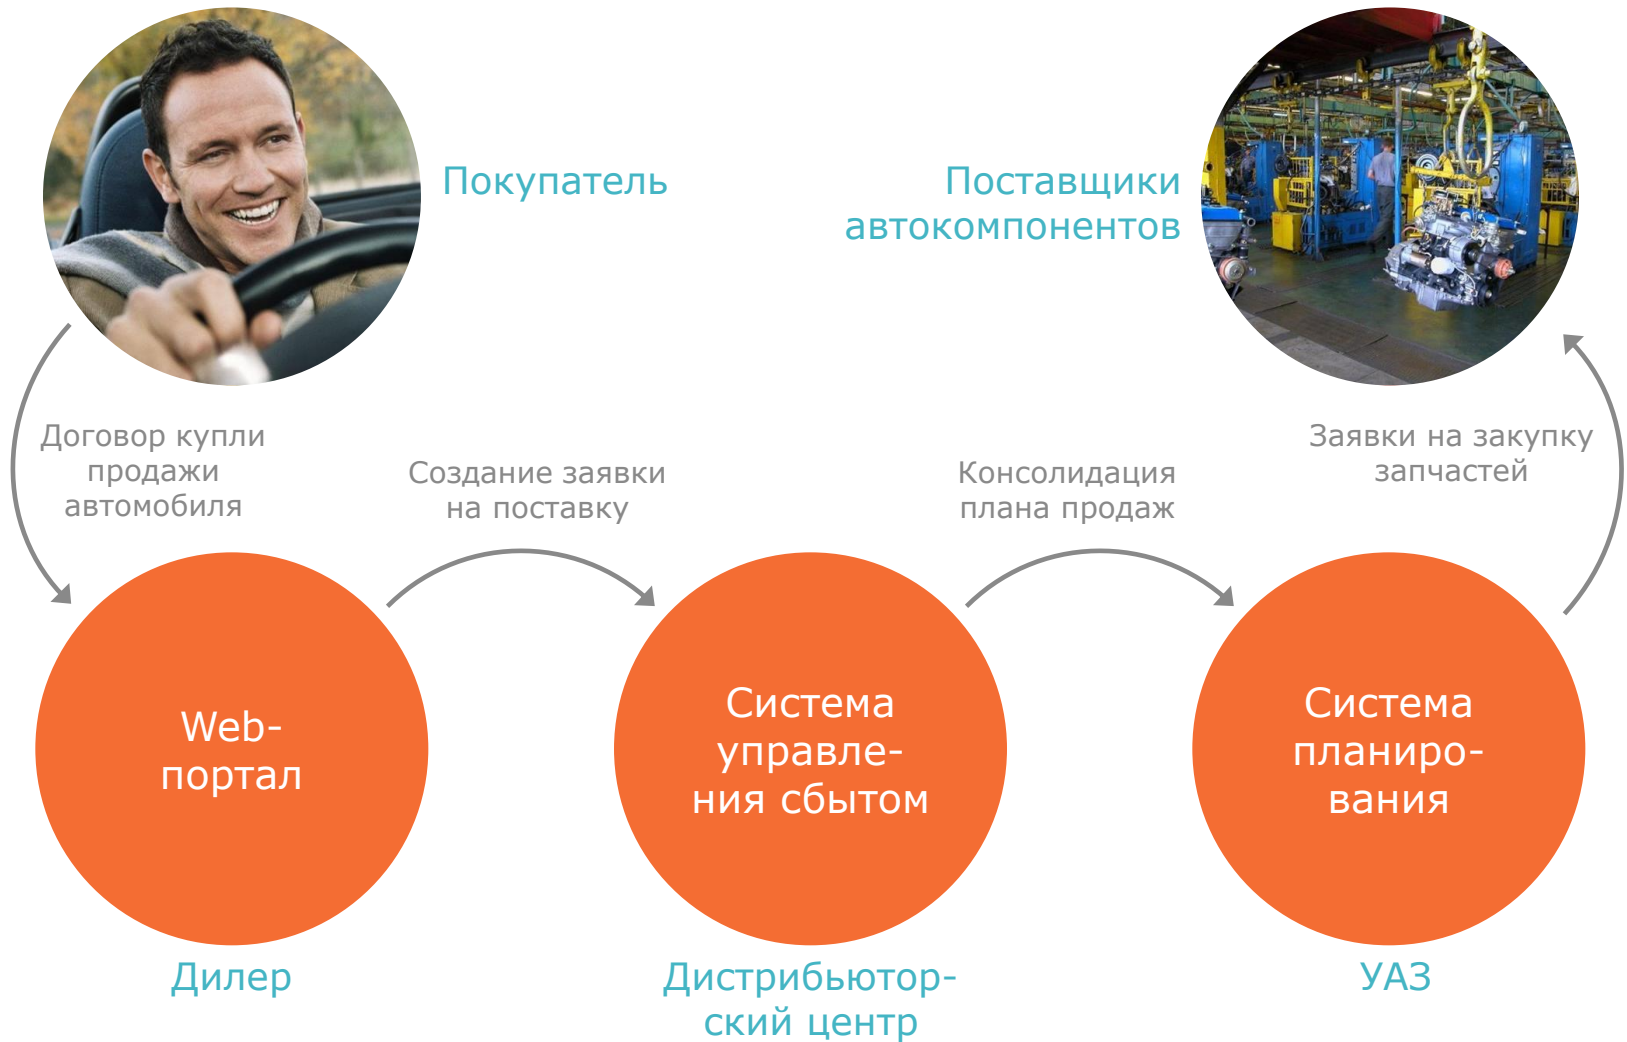 Покупатель
Поставщики
автокомпонентов
Договор купли
продажи
автомобиля
Создание заявки
на поставку
Консолидация
плана продаж
Заявки на закупку
запчастей
Web-
портал
Система
управле-
ния сбытом
Система
планиро-
вания
Дилер
Дистрибьютор-
ский центр
УАЗ